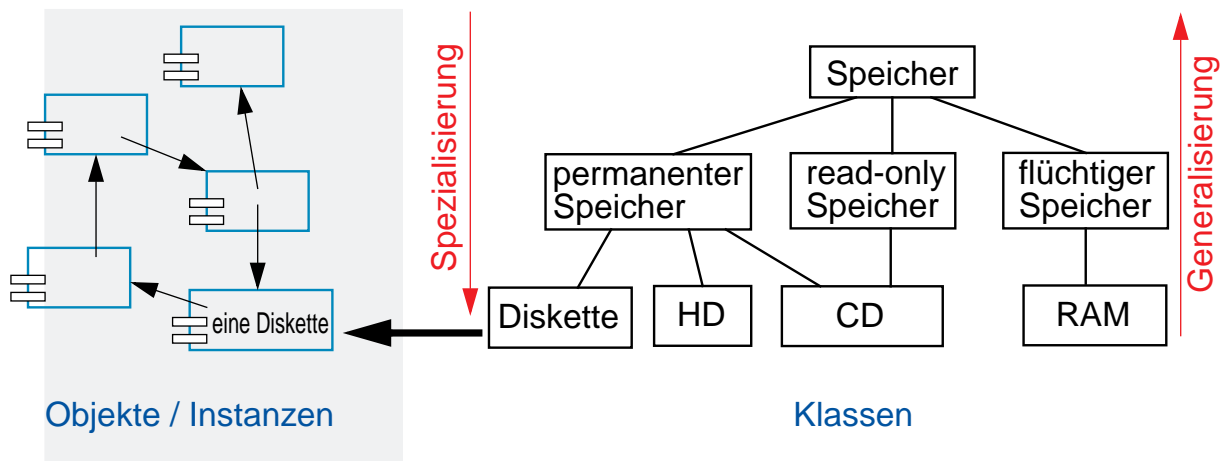 Spezialisierung
Generalisierung
Speicher
permanenter
Speicher
read-only
Speicher
flüchtiger
Speicher
eine Diskette
Diskette
HD
CD
RAM
Objekte / Instanzen
Klassen